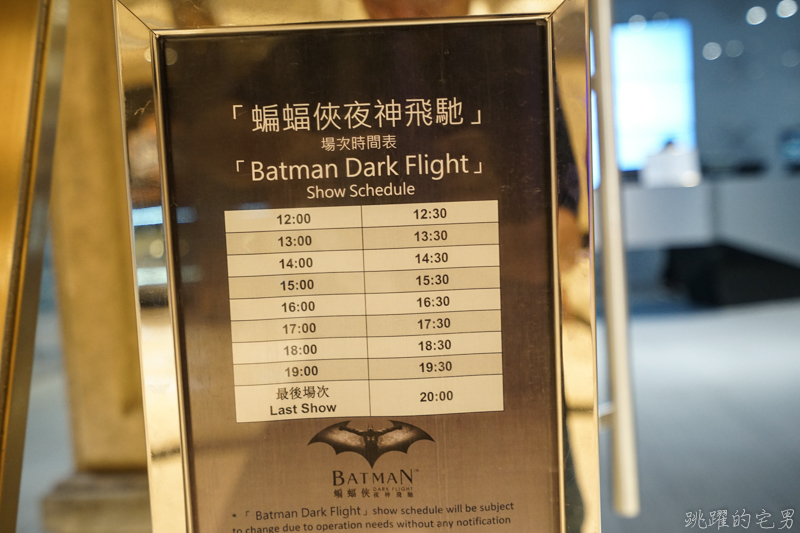 「蝙蝠俠夜神飛馳」
場次時間表
「Batman Dark Flight」
Show Schedule
12:00 12:30
13:00 13:30
14:00 14:30
15:00 15:30
16:00 16:30
17:00 17:30
18:00 18:30
19:00 19:30
最後場次
Last Show 20:00
BATMAN™
DARK FLIGHT
蝙蝠俠夜神飛馳
*「Batman Dark Flight」show schedule will be subject
to change due to operation needs without any notification
跳躍的宅男